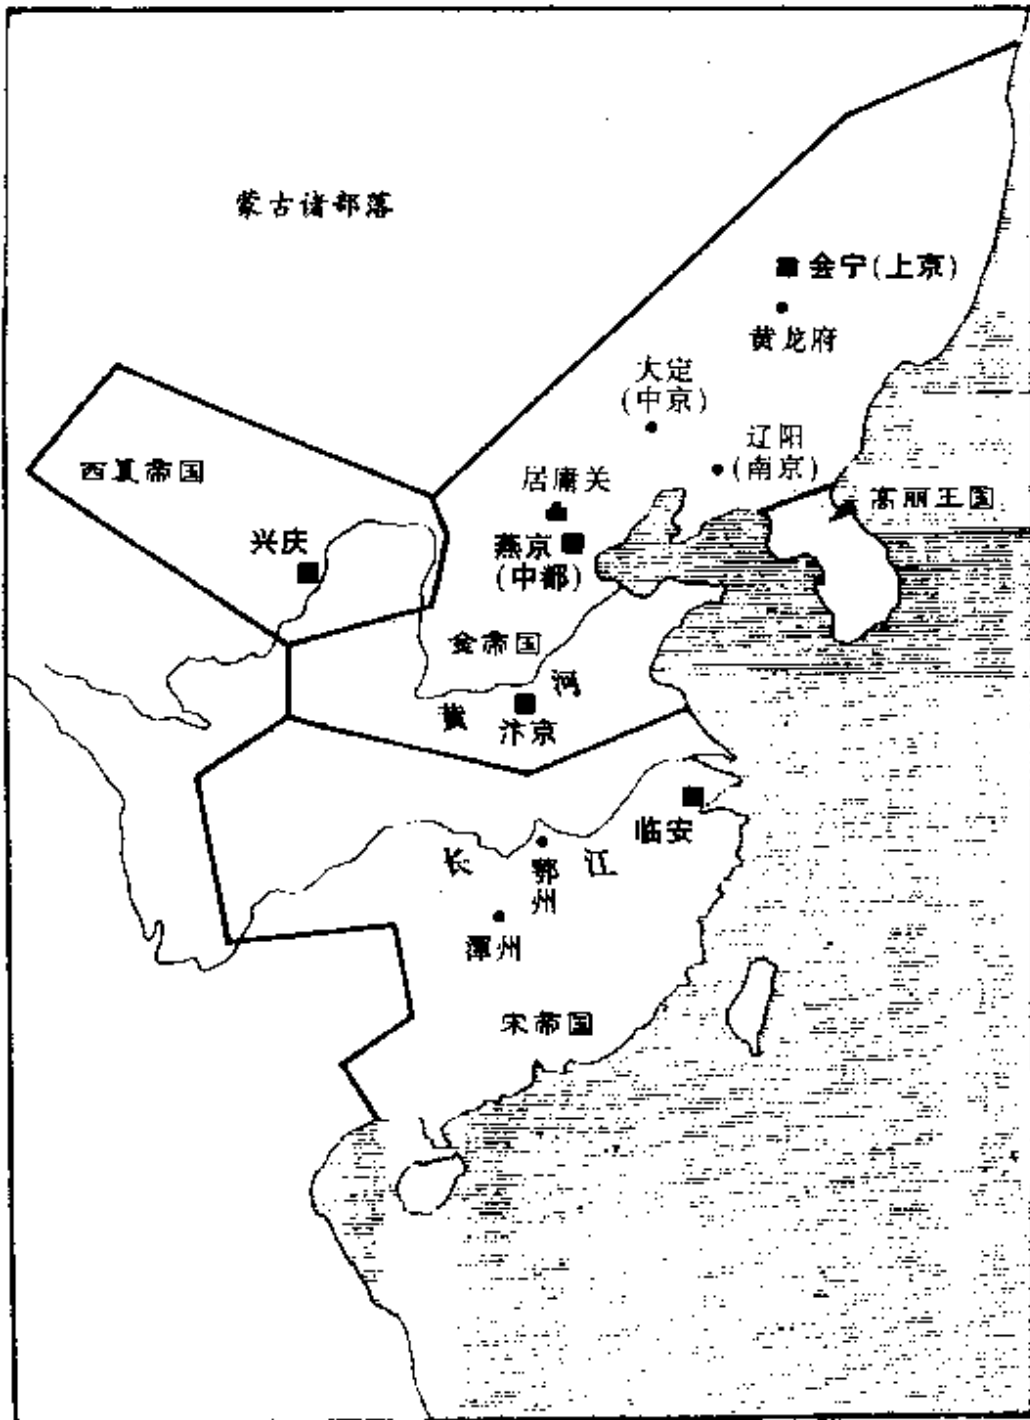 蒙古诸部落
会宁(上京)
黄龙府
大定
(中京)
辽阳
(南京)
西夏帝国
居庸关
高丽王国
兴庆
燕京
(中都)
金帝国
黄河
汴京
临安
长江
鄂州
潭州
宋帝国